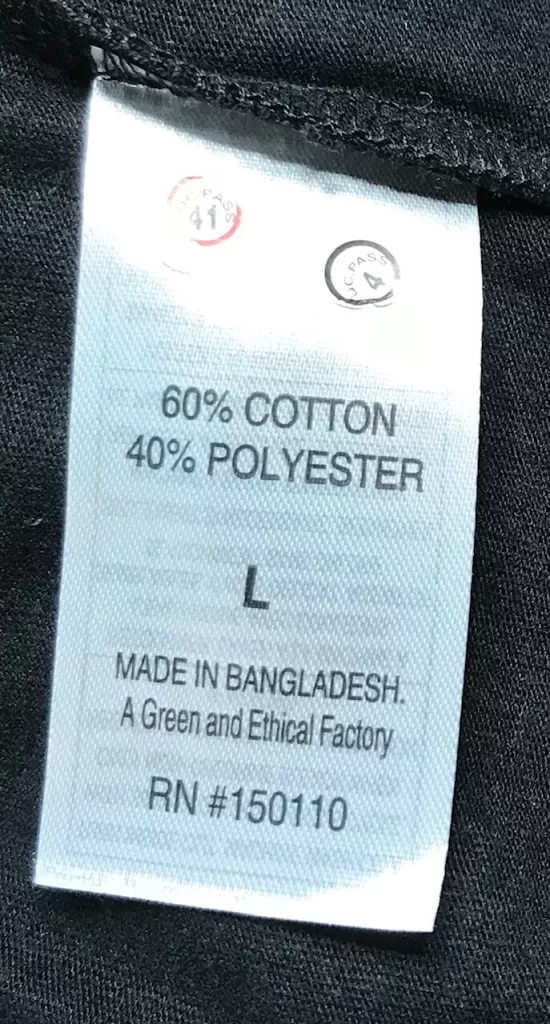 QC PASS
41
QC PASS
4
60% COTTON
40% POLYESTER
L
MADE IN BANGLADESH.
A Green and Ethical Factory
RN #150110